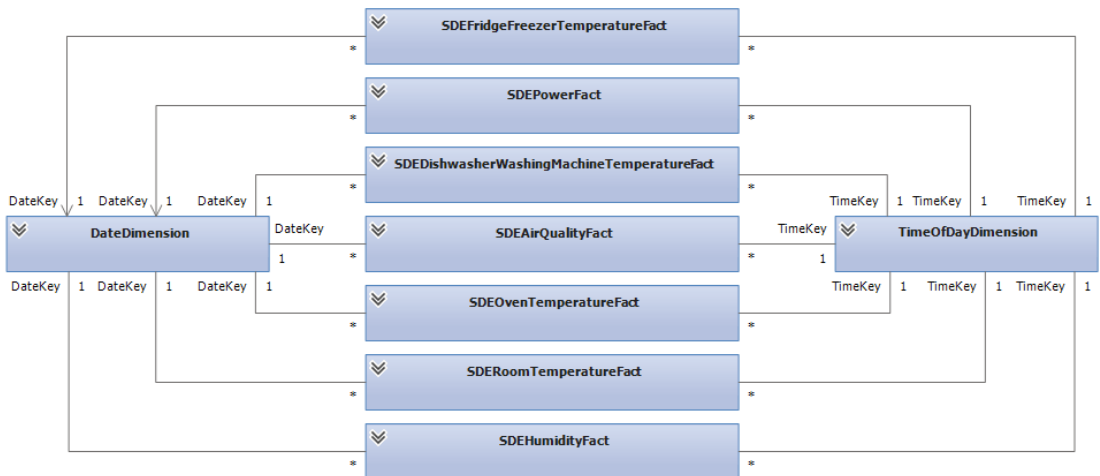 SDEFridgeFreezerTemperatureFact
* *
SDEPowerFact
* *
SDEDishwasherWashingMachineTemperatureFact
* *
DateKey 1 DateKey 1 DateKey 1 TimeKey 1 TimeKey 1 TimeKey 1
DateDimension DateKey SDEAirQualityFact TimeKey TimeOfDayDimension
1 * * 1
DateKey 1 DateKey 1 DateKey 1 TimeKey 1 TimeKey 1 TimeKey 1
SDEOvenTemperatureFact
* *
SDERoomTemperatureFact
* *
SDEHumidityFact
* *